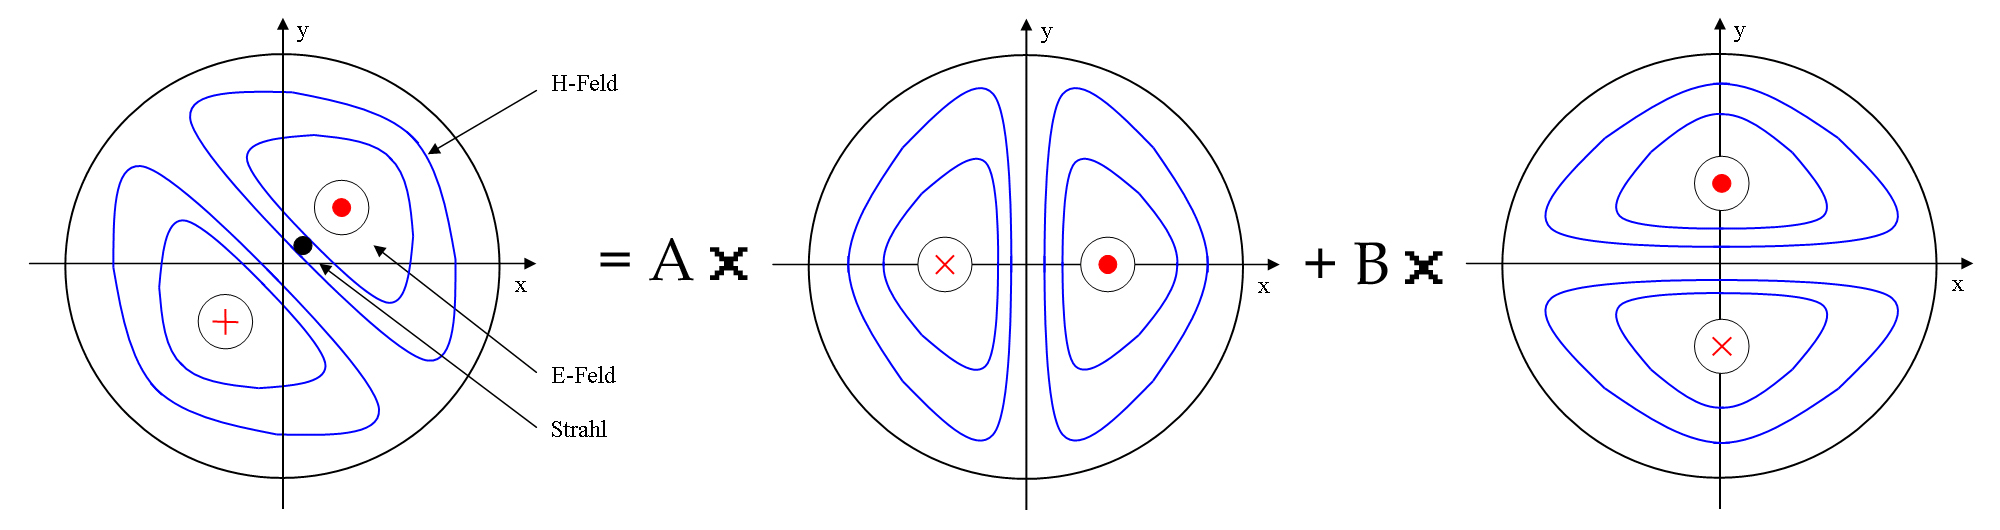 y
x
H-Feld
E-Feld
Strahl
= A x
y
x
+ B x
y
x